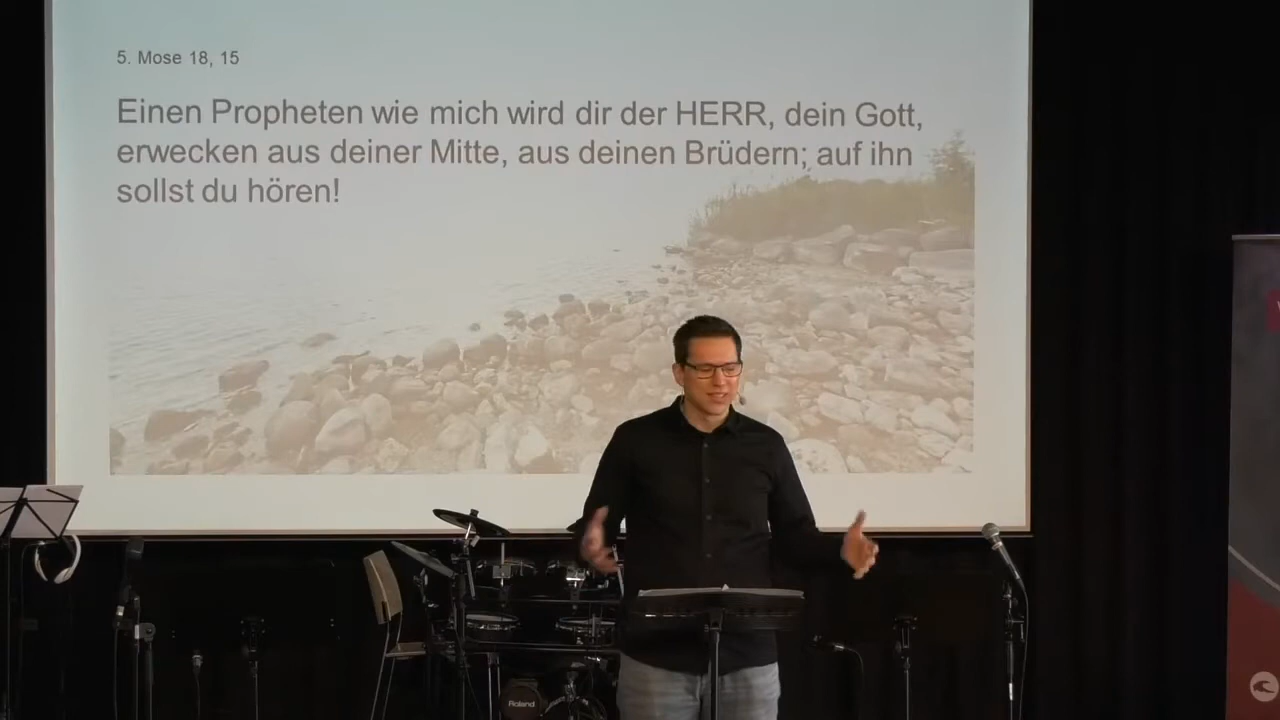 5. Mose 18, 15
Einen Propheten wie mich wird dir der HERR, dein Gott,
erwecken aus deiner Mitte, aus deinen Brüdern; auf ihn
sollst du hören!
Roland